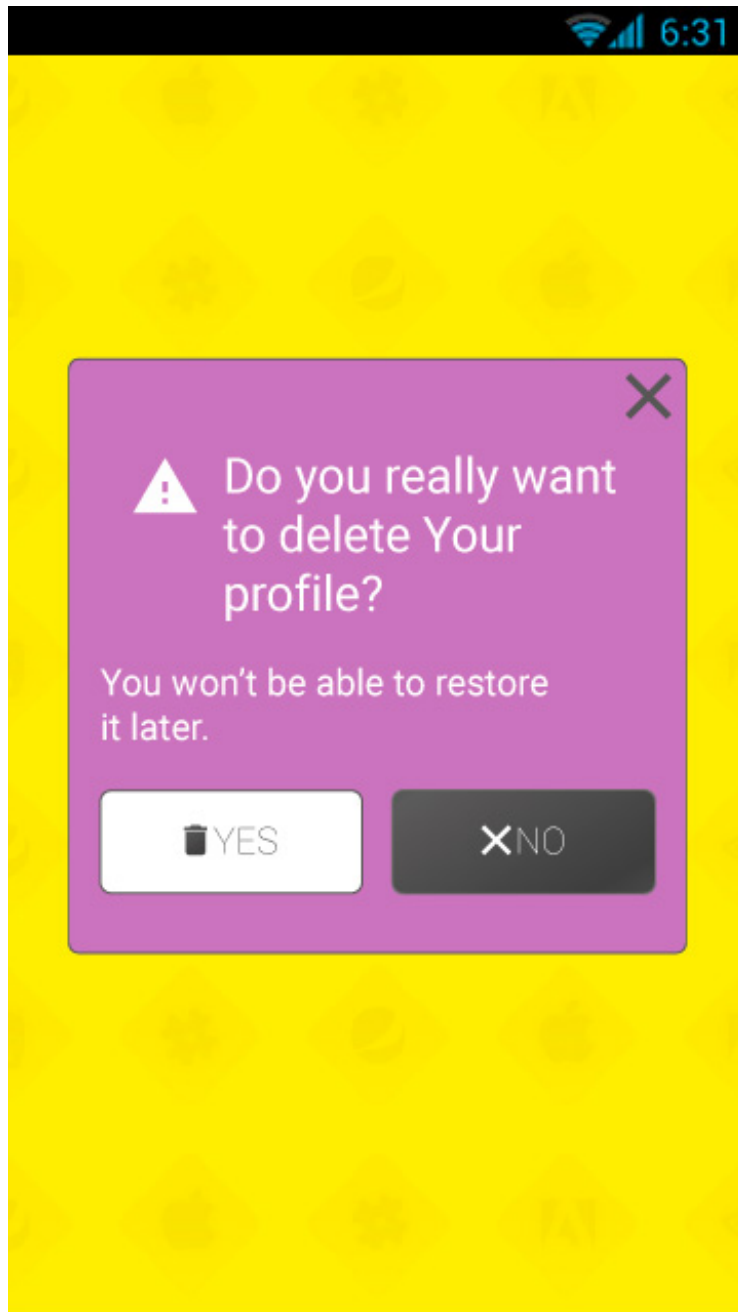 6:31
Do you really want
to delete Your
profile?
You won’t be able to restore
it later.
YES
NO